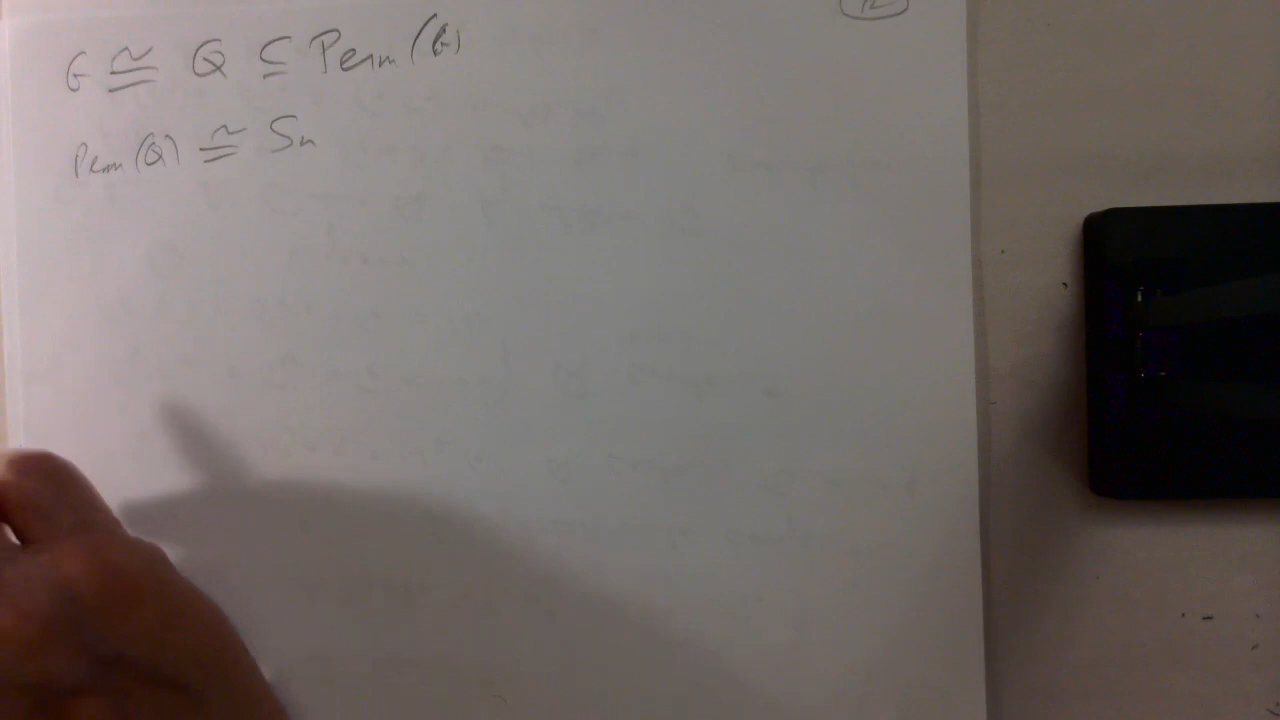 G ≅ Q ⊆ Perm(G)
Perm(Q) ≅ Sn